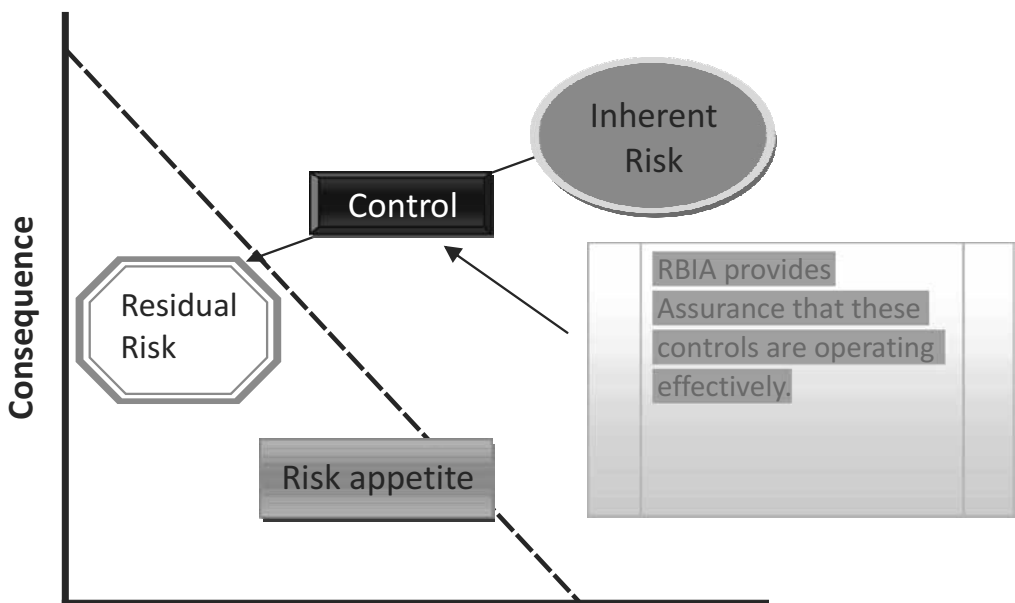 Inherent
Risk
Control
RBIA provides
Assurance that these
controls are operating
effectively.
Residual
Risk
Consequence
Risk appetite